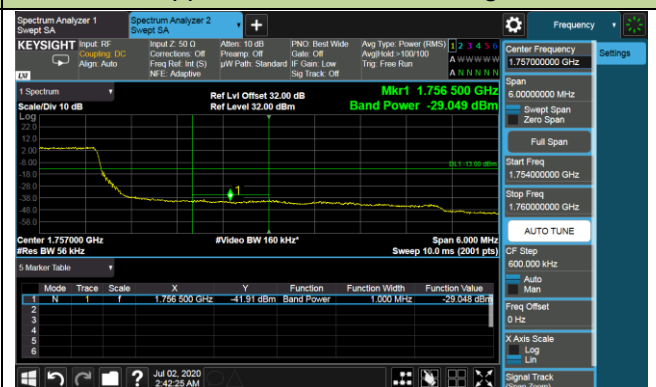 Spectrum Analyzer 1
Swept SA
Spectrum Analyzer 2
Swept SA
+
Frequency
KEYSIGHT
Input: RF
Coupling: DC
Align: Auto
Input Z: 50 Ω
Corrections: Off
Freq Ref: Int (S)
NFE: Adaptive
Atten: 10 dB
Preamp: Off
µW Path: Standard
PNO: Best Wide
Gate: Off
IF Gain: Low
Sig Track: Off
Avg Type: Power (RMS)
Avg|Hold:>100/100
Trig: Free Run
1 2 3 4 5 6
A W W W W W
A N N N N N
LXI
Center Frequency
1.757000000 GHz
Settings
Span
6.00000000 MHz
Swept Span
Zero Span
Full Span
Start Freq
1.754000000 GHz
Stop Freq
1.760000000 GHz
AUTO TUNE
CF Step
600.000 kHz
Auto
Man
Freq Offset
0 Hz
X Axis Scale
Log
Lin
Signal Track
(Span Zoom)
1 Spectrum
Scale/Div 10 dB
Log
Ref Lvl Offset 32.00 dB
Ref Level 32.00 dBm
Mkr1 1.756 500 GHz
Band Power -29.049 dBm
22.0
12.0
2.00
-8.00
-18.0
-28.0
-38.0
-48.0
-58.0
DL1 -13.00 dBm
1
Center 1.757000 GHz
#Res BW 56 kHz
#Video BW 160 kHz*
Span 6.000 MHz
Sweep 10.0 ms (2001 pts)
5 Marker Table
Mode Trace Scale X Y Function Function Width Function Value
1 N 1 f 1.756 500 GHz -41.91 dBm Band Power 1.000 MHz -29.048 dBm
2
3
4
5
6
?
Jul 02, 2020
2:42:25 AM